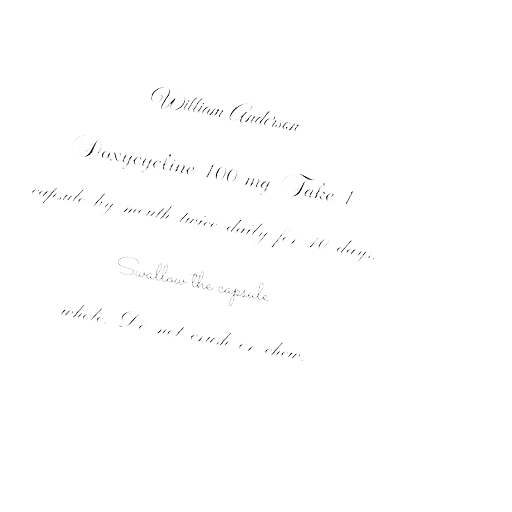 William Anderson
Doxycycline 100 mg Take 1
capsule by mouth twice daily for 10 days.
Swallow the capsule
whole. Do not crush or chew.